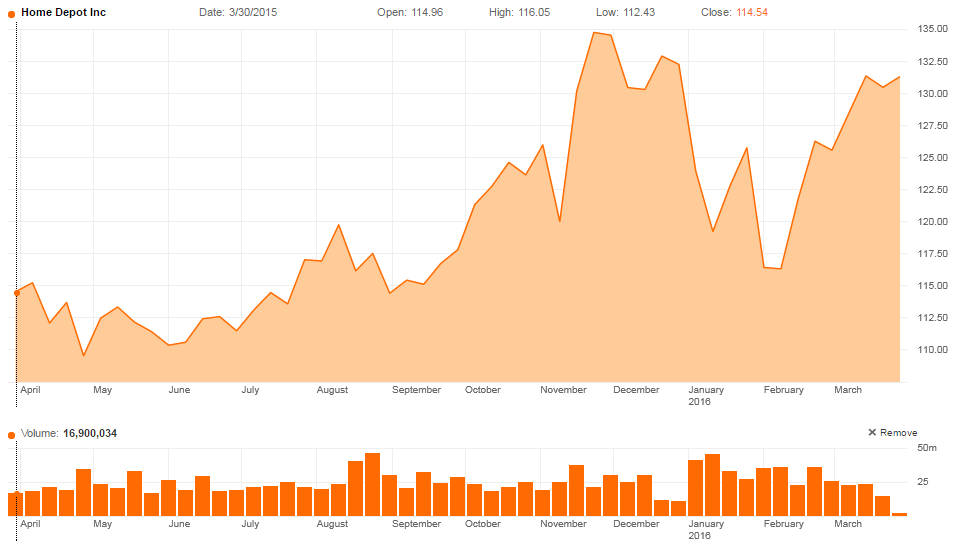 Home Depot Inc Date: 3/30/2015 Open: 114.96 High: 116.05 Low: 112.43 Close: 114.54
135.00
132.50
130.00
127.50
125.00
122.50
120.00
117.50
115.00
112.50
110.00
April May June July August September October November December January February March
2016
Volume: 16,900,034 ✕ Remove
50m
25
April May June July August September October November December January February March
2016